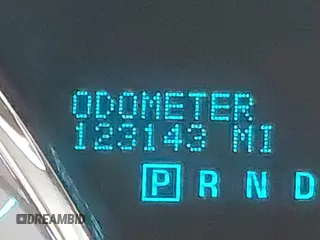 ODOMETER
123143 MI
P R N D
DREAMBID